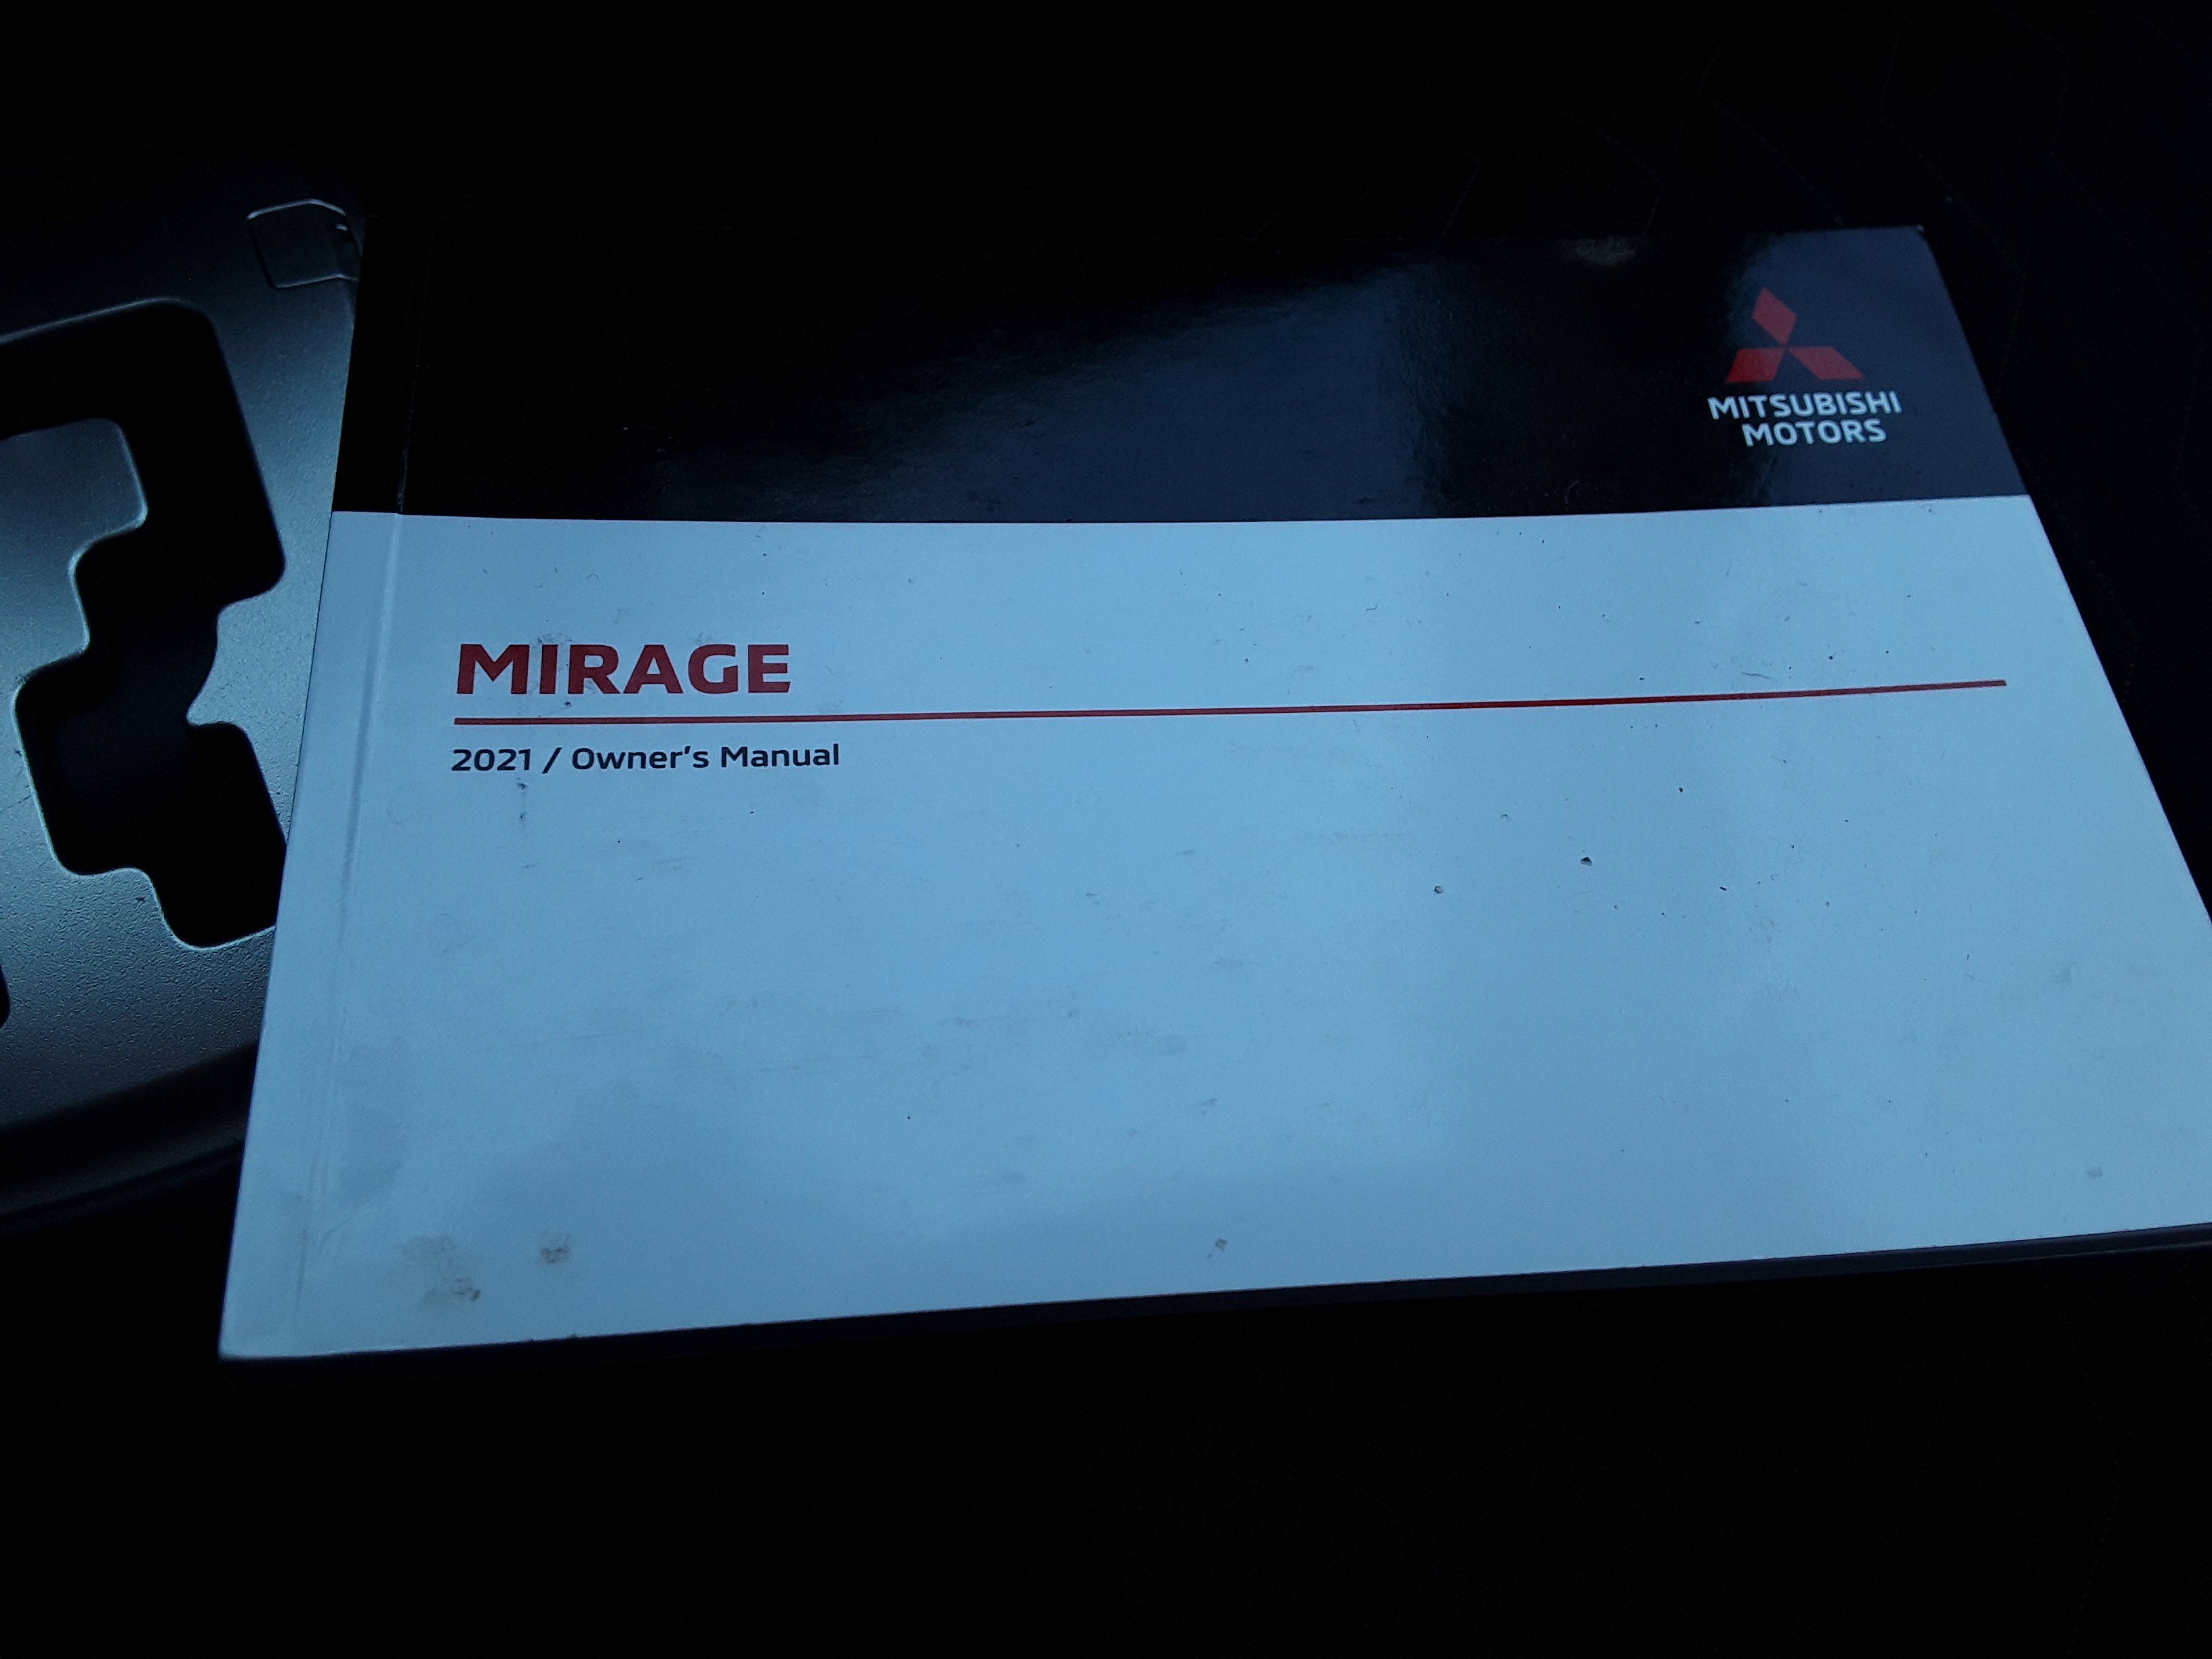 MITSUBISHI
MOTORS
MIRAGE
2021 / Owner's Manual